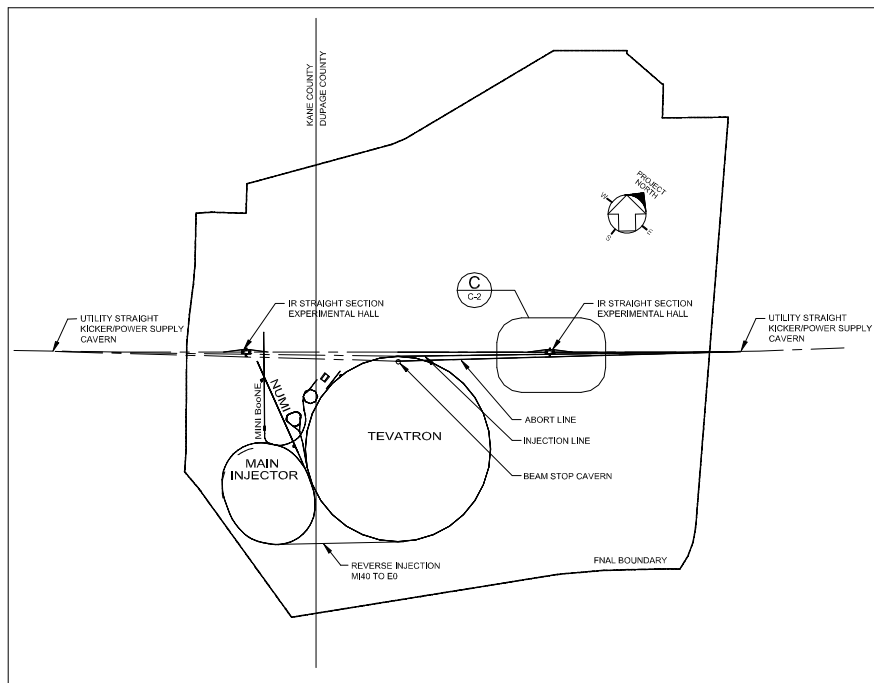 KANE COUNTY
DUPAGE COUNTY
PROJECT
NORTH
W
S
E
C
C-2
UTILITY STRAIGHT
KICKER/POWER SUPPLY
CAVERN
IR STRAIGHT SECTION
EXPERIMENTAL HALL
IR STRAIGHT SECTION
EXPERIMENTAL HALL
UTILITY STRAIGHT
KICKER/POWER SUPPLY
CAVERN
MINI BooNE
NUMI
ABORT LINE
TEVATRON
INJECTION LINE
MAIN
INJECTOR
BEAM STOP CAVERN
REVERSE INJECTION
MI40 TO E0
FNAL BOUNDARY